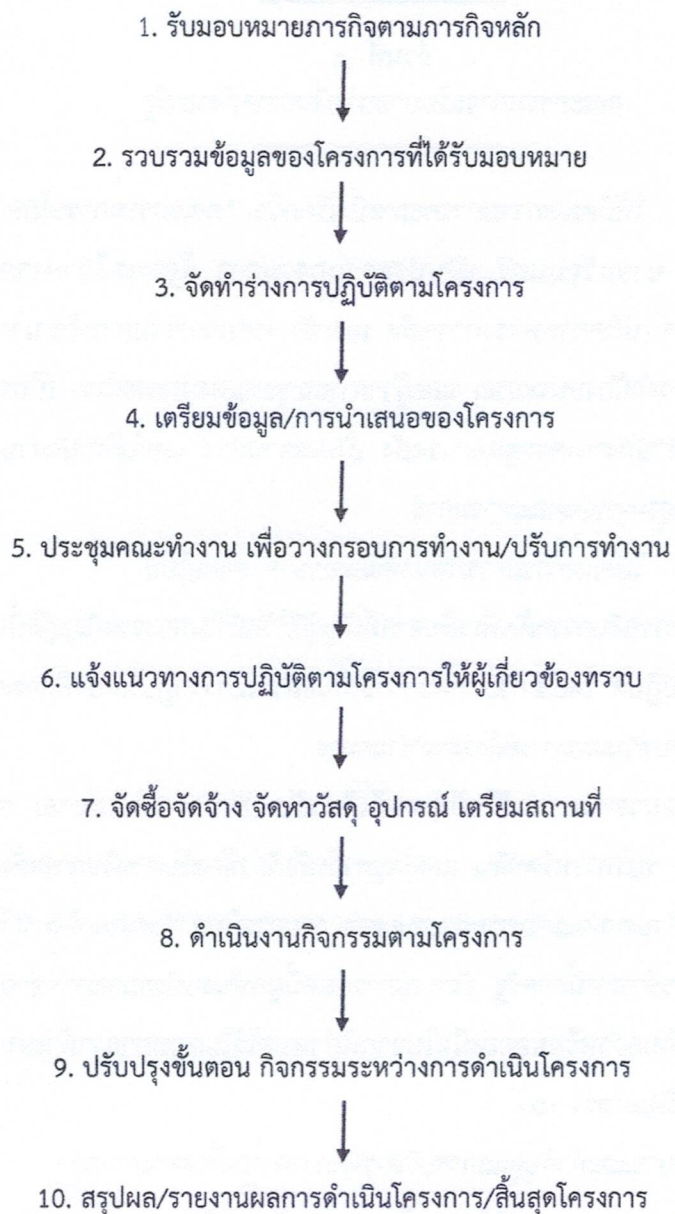 1. รับมอบหมายภารกิจตามภารกิจหลัก
2. รวบรวมข้อมูลของโครงการที่ได้รับมอบหมาย
3. จัดทำร่างการปฏิบัติตามโครงการ
4. เตรียมข้อมูล/การนำเสนอของโครงการ
5. ประชุมคณะทำงาน เพื่อวางกรอบการทำงาน/ปรับการทำงาน
6. แจ้งแนวทางการปฏิบัติตามโครงการให้ผู้เกี่ยวข้องทราบ
7. จัดซื้อจัดจ้าง จัดหาวัสดุ อุปกรณ์ เตรียมสถานที่
8. ดำเนินงานกิจกรรมตามโครงการ
9. ปรับปรุงขั้นตอน กิจกรรมระหว่างการดำเนินโครงการ
10. สรุปผล/รายงานผลการดำเนินโครงการ/สิ้นสุดโครงการ